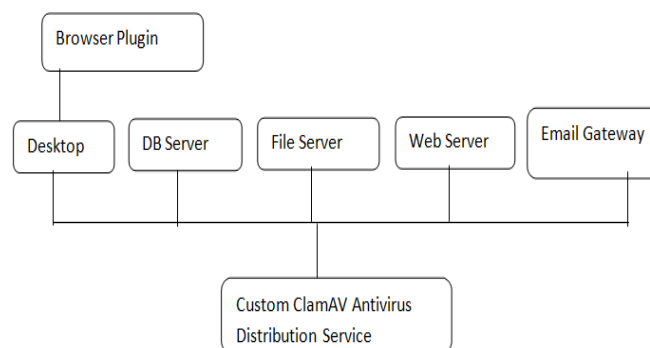 Browser Plugin
Desktop
DB Server
File Server
Web Server
Email Gateway
Custom ClamAV Antivirus
Distribution Service